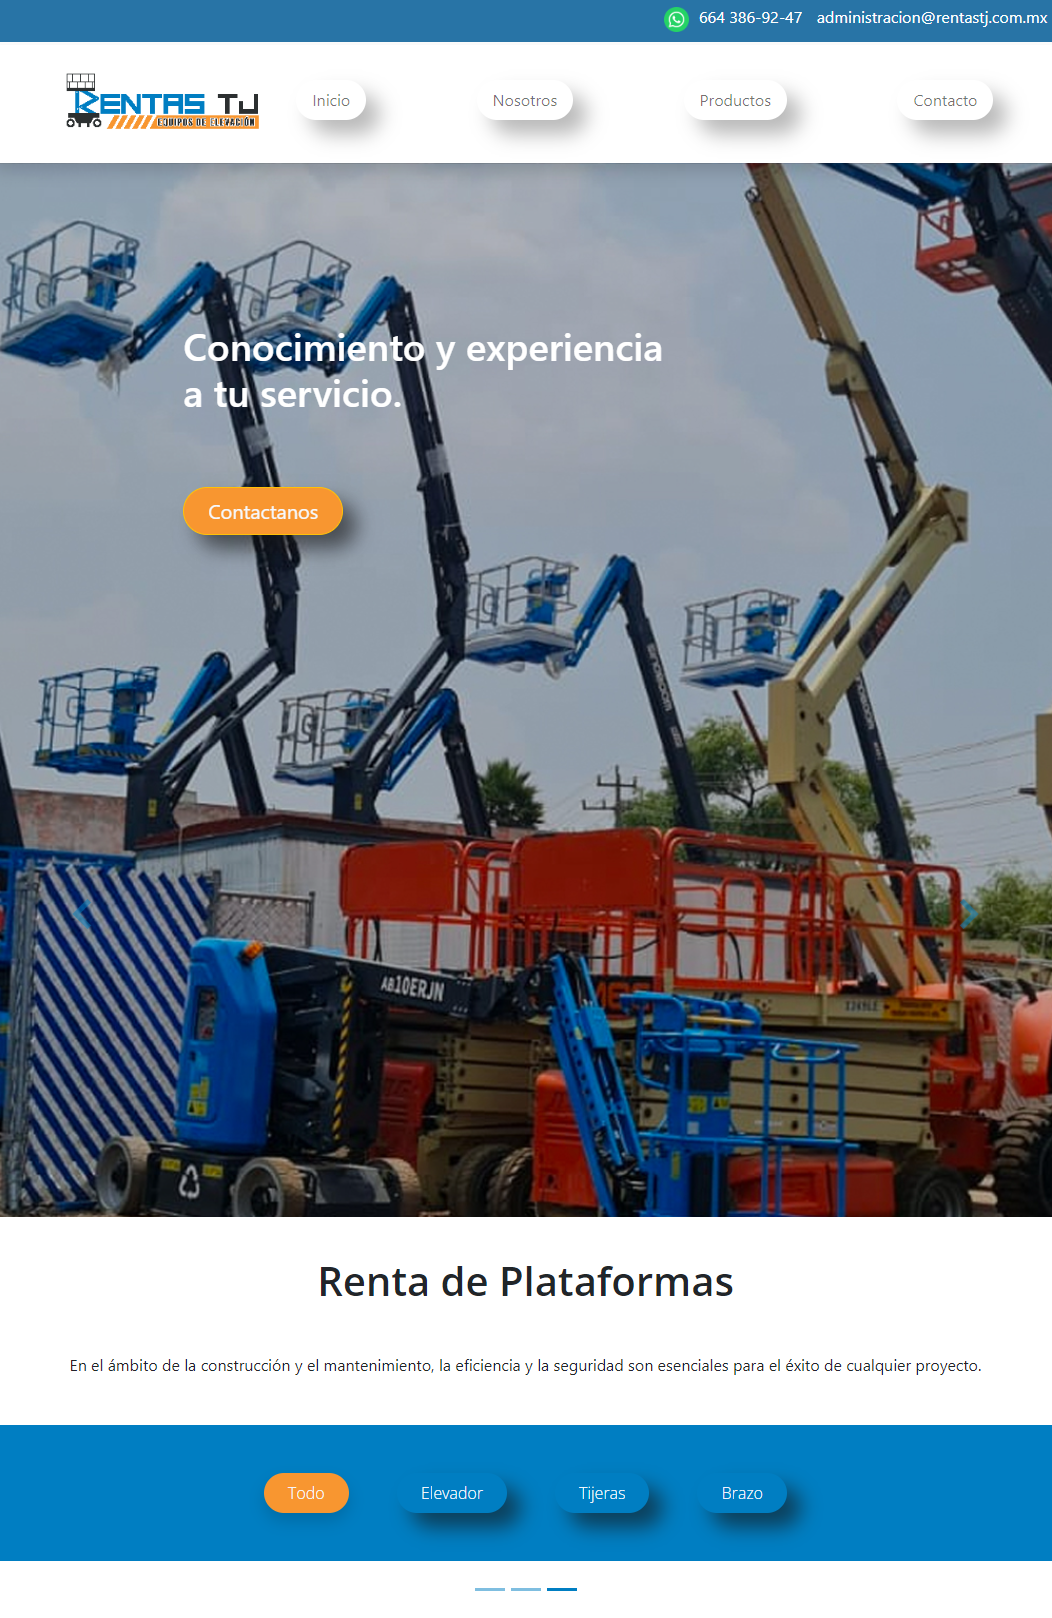 664 386-92-47 administracion@rentastj.com.mx
RENTAS TJ
EQUIPOS DE ELEVACIÓN
Inicio
Nosotros
Productos
Contacto
Conocimiento y experiencia
a tu servicio.
Contactanos
AB10ERJN
Renta de Plataformas
En el ámbito de la construcción y el mantenimiento, la eficiencia y la seguridad son esenciales para el éxito de cualquier proyecto.
Todo
Elevador
Tijeras
Brazo